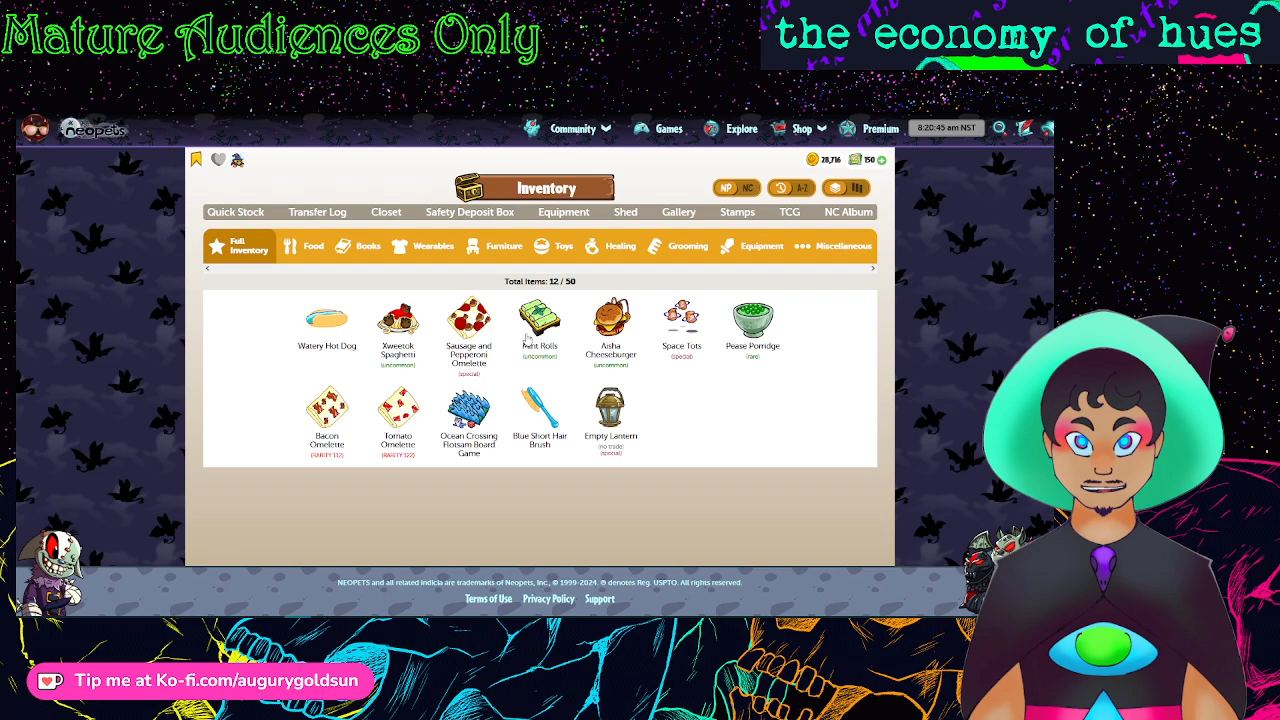 Mature Audiences Only
the economy of hues
neopets
Community
Games
Explore
Shop
Premium
8:20:45 am NST
28,716
150
Inventory
NP NC
A-Z
Quick Stock
Transfer Log
Closet
Safety Deposit Box
Equipment
Shed
Gallery
Stamps
TCG
NC Album
Full
Inventory
Food
Books
Wearables
Furniture
Toys
Healing
Grooming
Equipment
Miscellaneous
Total Items: 12 / 50
Watery Hot Dog
Xweetok
Spaghetti
(uncommon)
Sausage and
Pepperoni
Omelette
(special)
Rolls
(uncommon)
Aisha
Cheeseburger
(uncommon)
Space Tots
(special)
Pease Porridge
(rare)
Bacon
Omelette
(RARITY 112)
Tomato
Omelette
(RARITY 122)
Ocean Crossing
Flotsam Board
Game
Blue Short Hair
Brush
Empty Lantern
(no trade)
(special)
NEOPETS and all related indicia are trademarks of Neopets, Inc., © 1999-2024. ® denotes Reg. USPTO. All rights reserved.
Terms of Use
Privacy Policy
Support
Tip me at Ko-fi.com/augurygoldsun